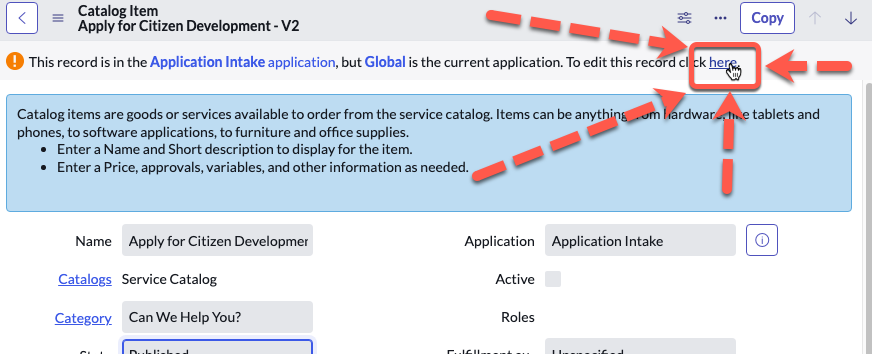 Catalog Item
Apply for Citizen Development - V2
Copy
This record is in the Application Intake application, but Global is the current application. To edit this record click here
Catalog items are goods or services available to order from the service catalog. Items can be anything from hardware, like tablets and
phones, to software applications, to furniture and office supplies.
• Enter a Name and Short description to display for the item.
• Enter a Price, approvals, variables, and other information as needed.
Name Apply for Citizen Developmer Application Application Intake
Catalogs Service Catalog Active
Category Can We Help You? Roles
State Published Fulfillment Unspecified